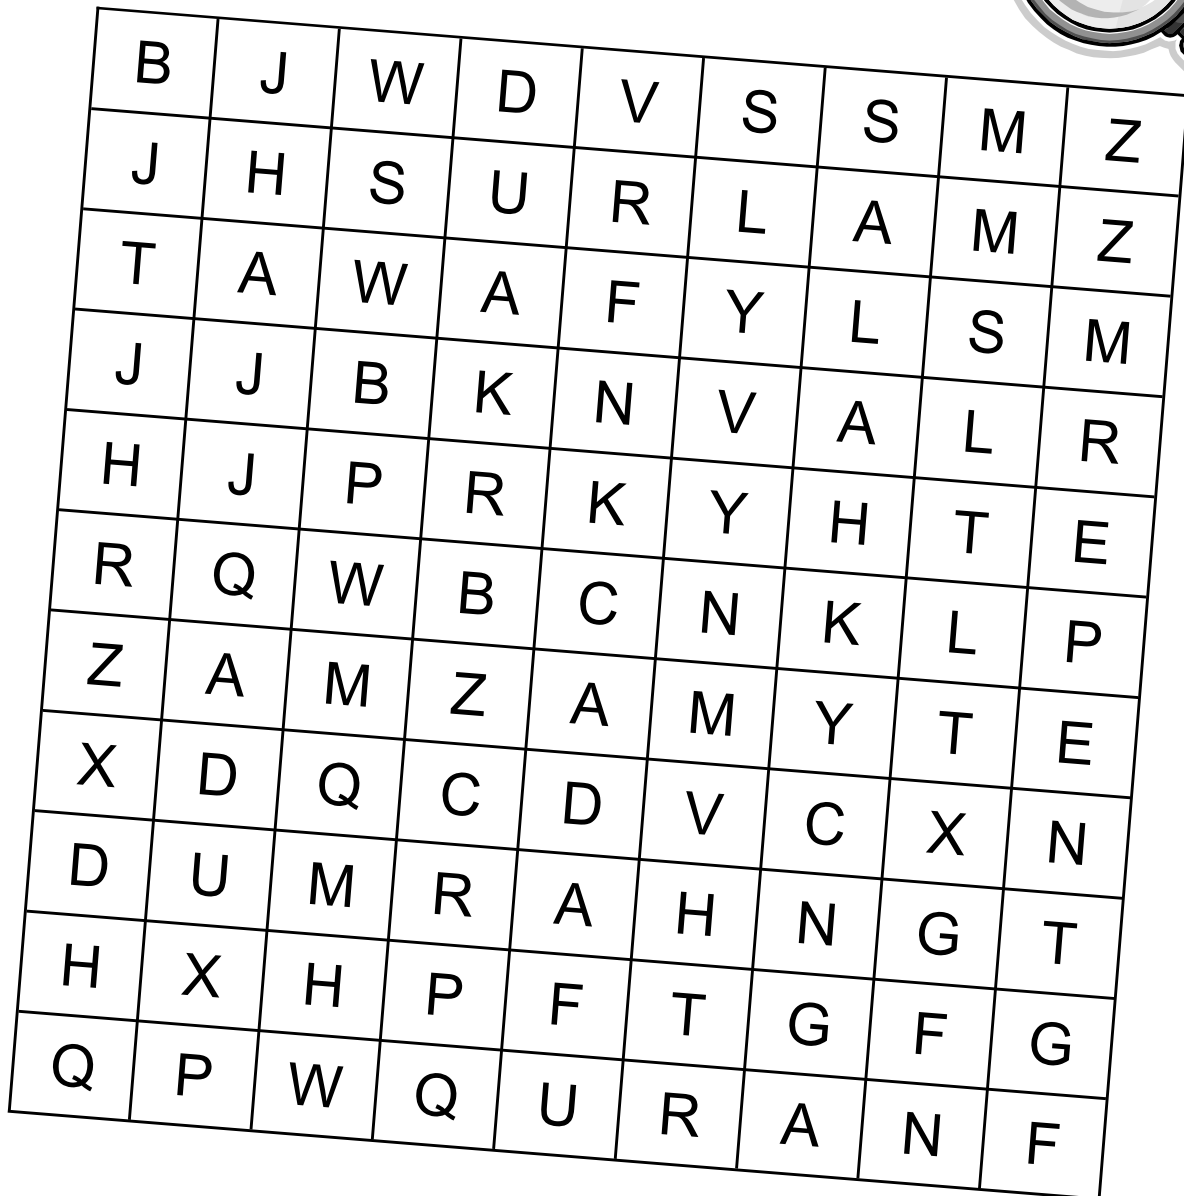 B J W D V S S M Z
J H S U R L A M Z
T A W A F Y L S M
J J B K N V A L R
H J P R K Y H T E
R Q W B C N K L P
Z A M Z A M Y T E
X D Q C D V C X N
D U M R A H N G T
H X H P F T G F G
Q P W Q U R A N F